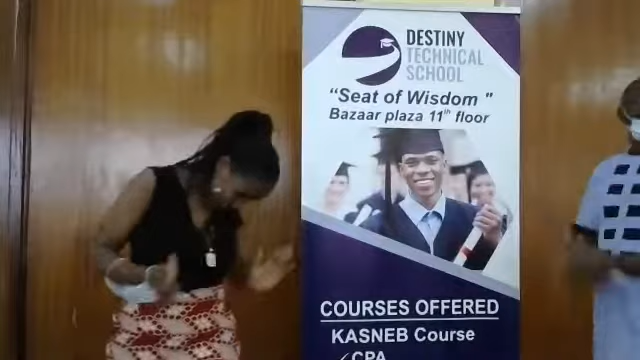 DESTINY
TECHNICAL
SCHOOL
“Seat of Wisdom "
Bazaar plaza 11th floor
COURSES OFFERED
KASNEB Course
✓CPA